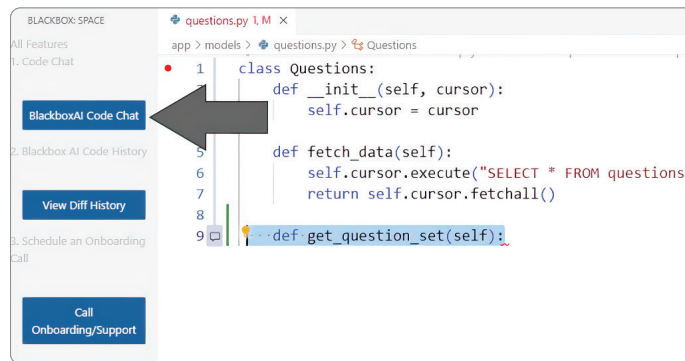 BLACKBOX: SPACE
All Features
1. Code Chat
BlackboxAI Code Chat
2. Blackbox AI Code History
View Diff History
3. Schedule an Onboarding
Call
Call
Onboarding/Support
questions.py 1, M ×
app > models > questions.py > Questions
1 class Questions:
def __init__(self, cursor):
self.cursor = cursor
5 def fetch_data(self):
6 self.cursor.execute("SELECT * FROM questions
7 return self.cursor.fetchall()
8
9 def get_question_set(self):